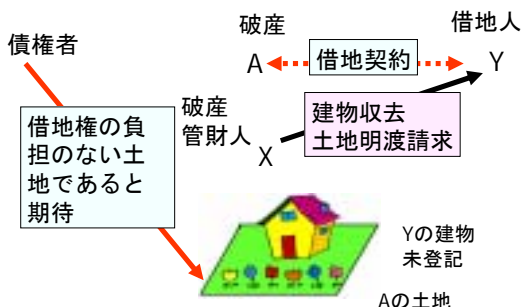 債権者
破産
A
借地契約
借地人
Y
借地権の負
担のない土
地であると
期待
破産
管財人
X
建物収去
土地明渡請求
Yの建物
未登記
Aの土地